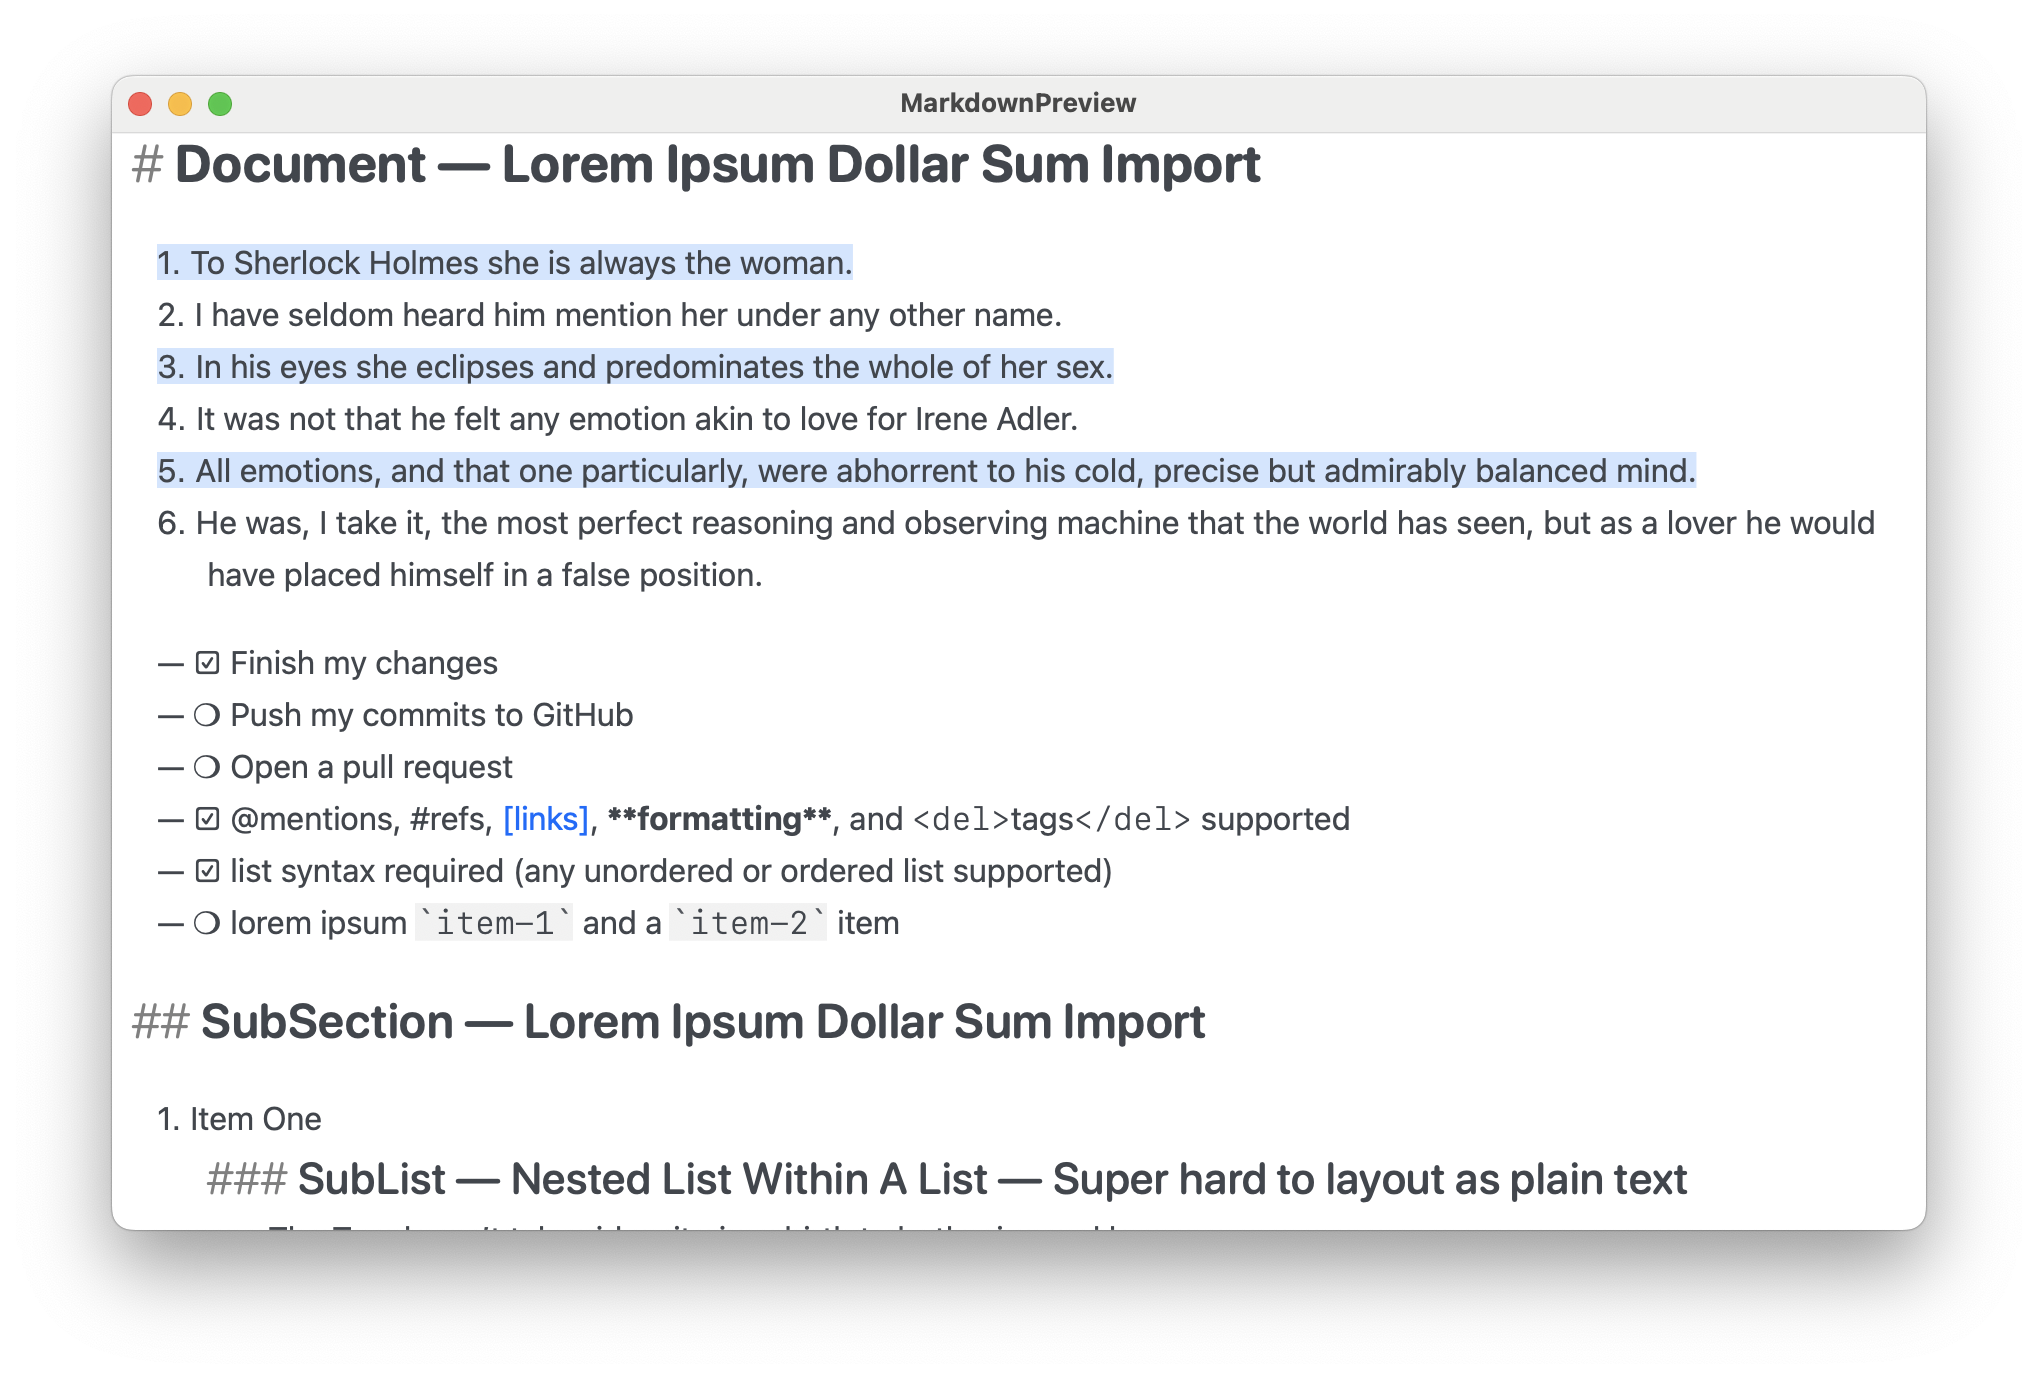 MarkdownPreview
# Document — Lorem Ipsum Dollar Sum Import
1. To Sherlock Holmes she is always the woman.
2. I have seldom heard him mention her under any other name.
3. In his eyes she eclipses and predominates the whole of her sex.
4. It was not that he felt any emotion akin to love for Irene Adler.
5. All emotions, and that one particularly, were abhorrent to his cold, precise but admirably balanced mind.
6. He was, I take it, the most perfect reasoning and observing machine that the world has seen, but as a lover he would
have placed himself in a false position.
— ☑ Finish my changes
— ❍ Push my commits to GitHub
— ❍ Open a pull request
— ☑ @mentions, #refs, [links], **formatting**, and <del>tags</del> supported
— ☑ list syntax required (any unordered or ordered list supported)
— ❍ lorem ipsum `item-1` and a `item-2` item
## SubSection — Lorem Ipsum Dollar Sum Import
1. Item One
### SubList — Nested List Within A List — Super hard to layout as plain text